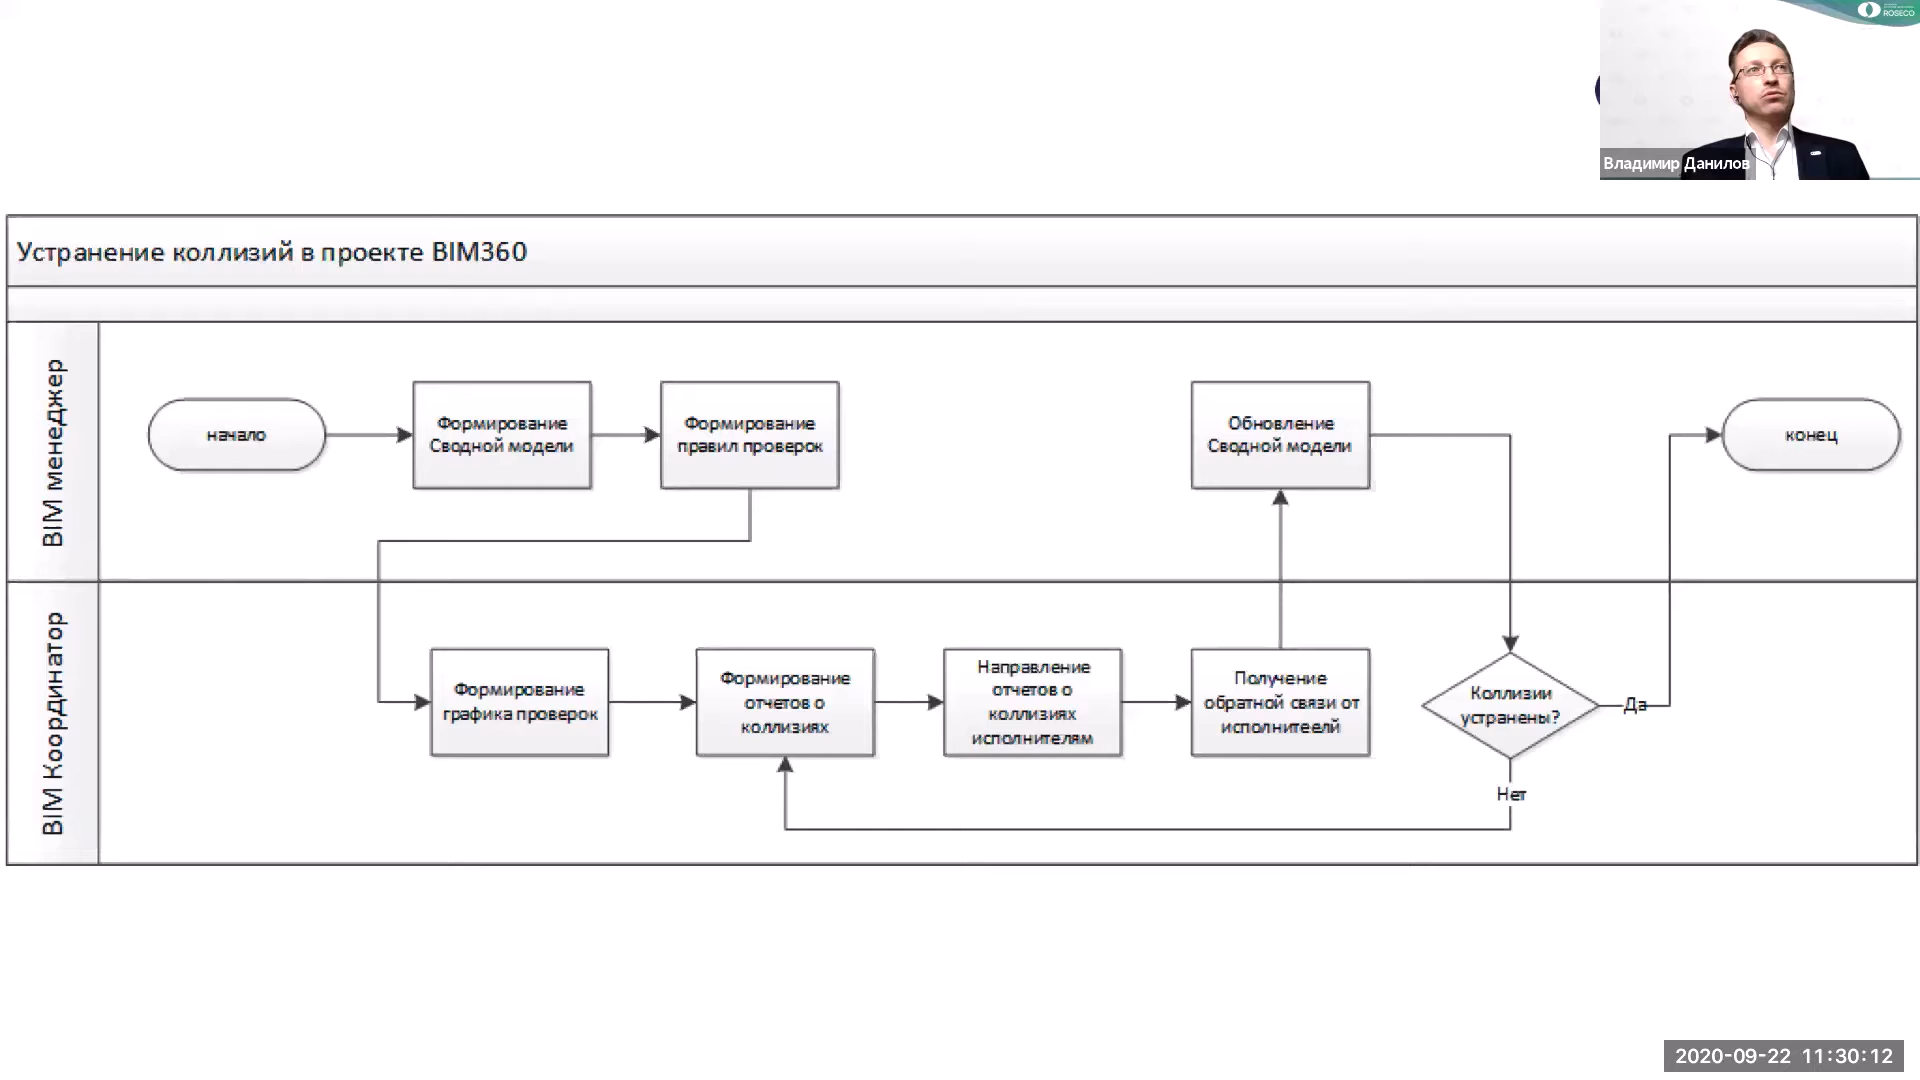 ROSECO
Владимир Данилов
Устранение коллизий в проекте BIM360
BIM менеджер
начало
Формирование
Сводной модели
Формирование
правил проверок
Обновление
Сводной модели
конец
BIM Координатор
Формирование
графика проверок
Формирование
отчетов о
коллизиях
Направление
отчетов о
коллизиях
исполнителям
Получение
обратной связи от
исполнитеелй
Коллизии
устранены?
Да
Нет
2020-09-22 11:30:12